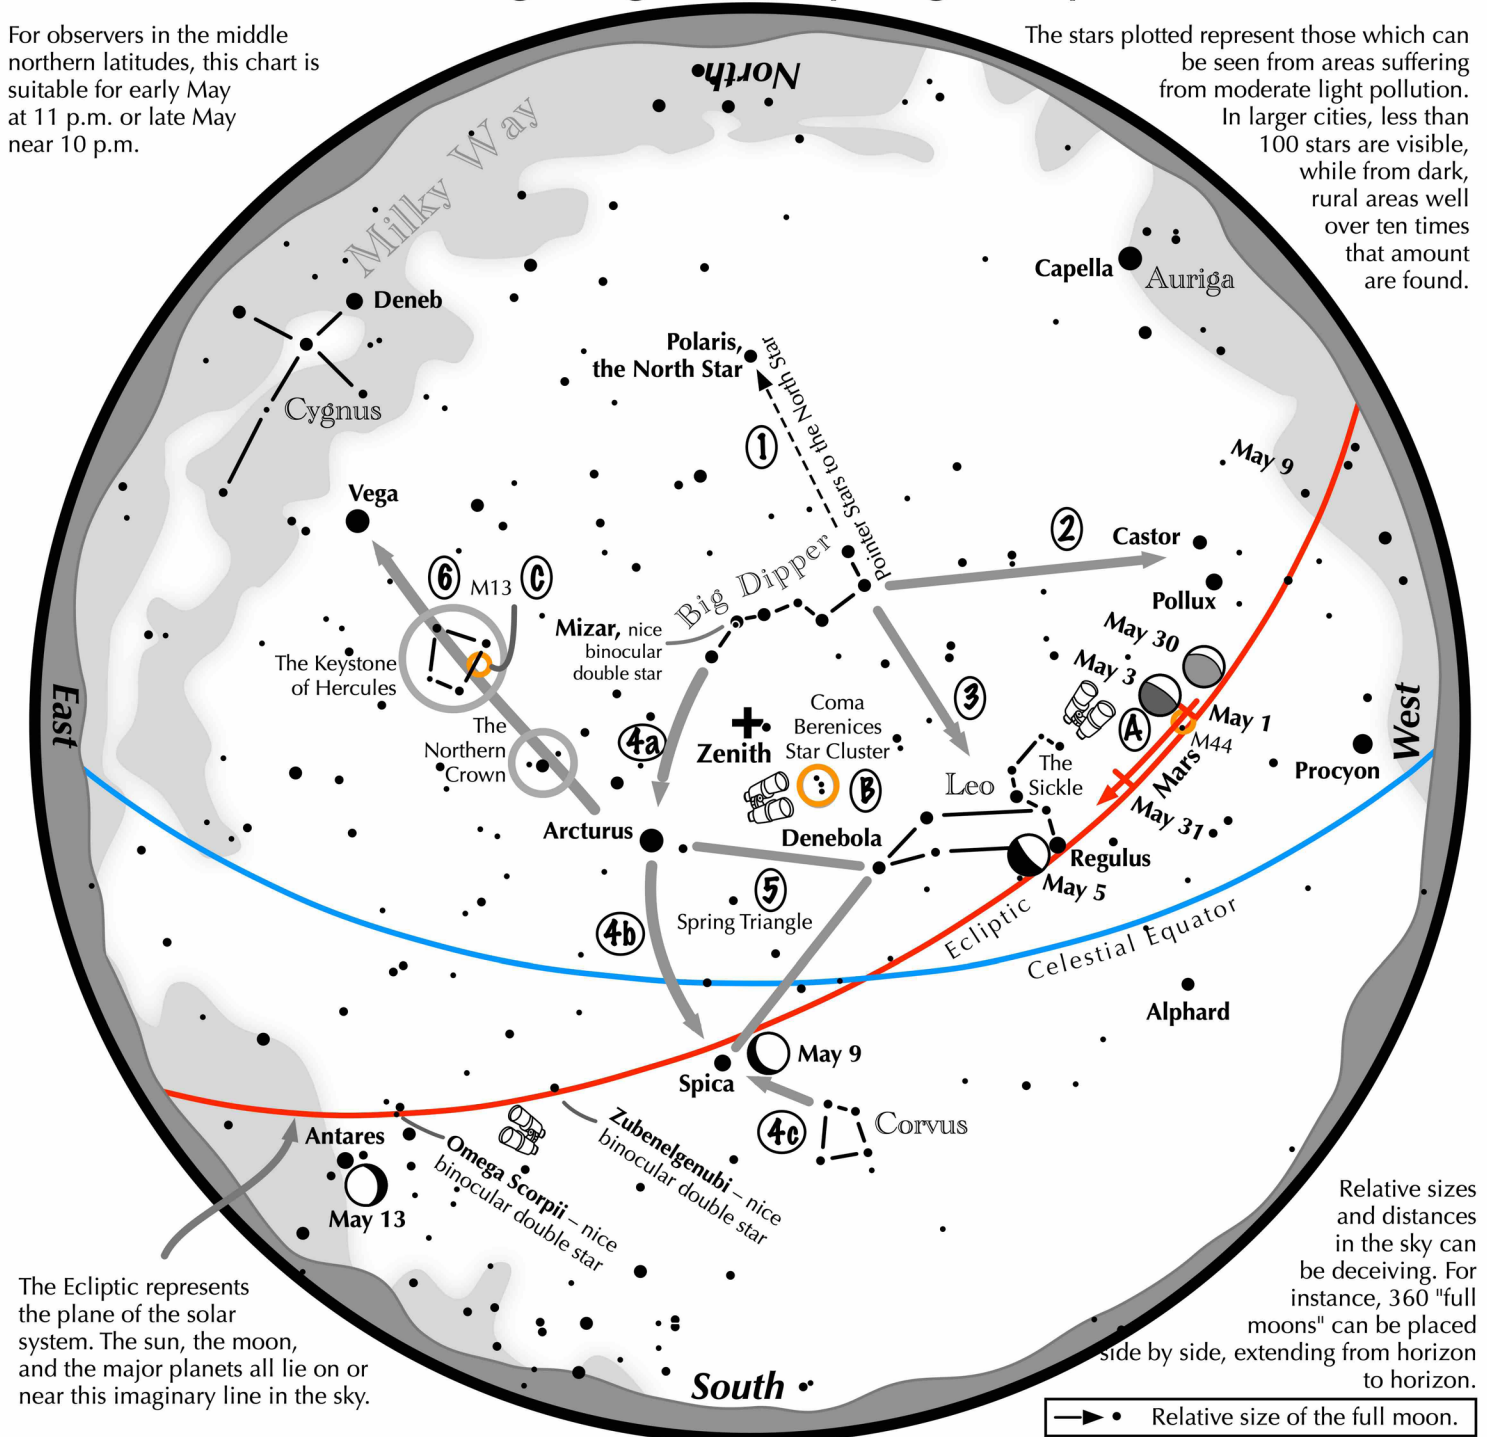 For observers in the middle
northern latitudes, this chart is
suitable for early May
at 11 p.m. or late May
near 10 p.m.
The stars plotted represent those which can
be seen from areas suffering
from moderate light pollution.
In larger cities, less than
100 stars are visible,
while from dark,
rural areas well
over ten times
that amount
are found.
North
Milky Way
Capella
Auriga
Deneb
Cygnus
Polaris,
the North Star
Pointer Stars to the North Star
1
May 9
Vega
2
Castor
Pollux
Big Dipper
6
M13
C
Mizar, nice
binocular
double star
The Keystone
of Hercules
May 30
May 3
A
May 1
M44
Mars
May 31
East
West
3
4a
Zenith
Coma
Berenices
Star Cluster
B
The
Northern
Crown
Leo
The
Sickle
Procyon
Arcturus
Denebola
Regulus
May 5
5
Spring Triangle
4b
Ecliptic
Celestial Equator
Alphard
Spica
May 9
4c
Corvus
Antares
May 13
Omega Scorpii – nice
binocular double star
Zubenelgenubi – nice
binocular double star
The Ecliptic represents
the plane of the solar
system. The sun, the moon,
and the major planets all lie on or
near this imaginary line in the sky.
South
Relative sizes
and distances
in the sky can
be deceiving. For
instance, 360 "full
moons" can be placed
side by side, extending from horizon
to horizon.
Relative size of the full moon.